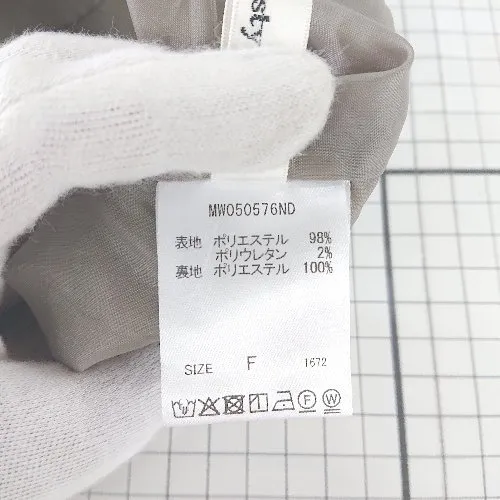 sty
MW050576ND
表地 ポリエステル 98%
ポリウレタン 2%
裏地 ポリエステル 100%
SIZE F 1672
F W